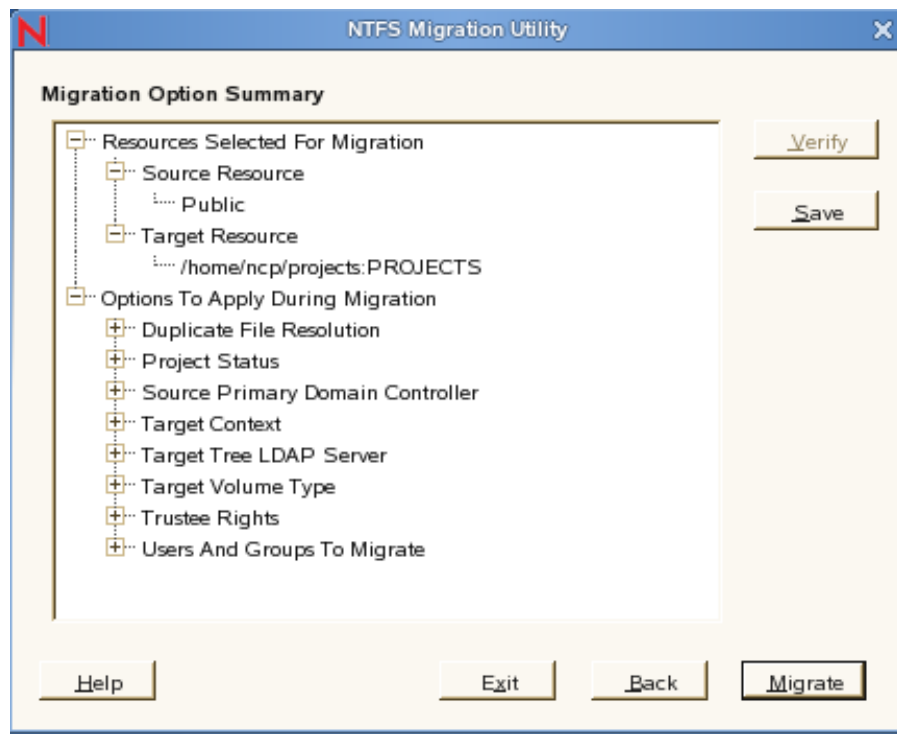 N
NTFS Migration Utility
Migration Option Summary
Resources Selected For Migration
Source Resource
Public
Target Resource
/home/ncp/projects:PROJECTS
Options To Apply During Migration
Duplicate File Resolution
Project Status
Source Primary Domain Controller
Target Context
Target Tree LDAP Server
Target Volume Type
Trustee Rights
Users And Groups To Migrate
Verify
Save
Help
Exit
Back
Migrate